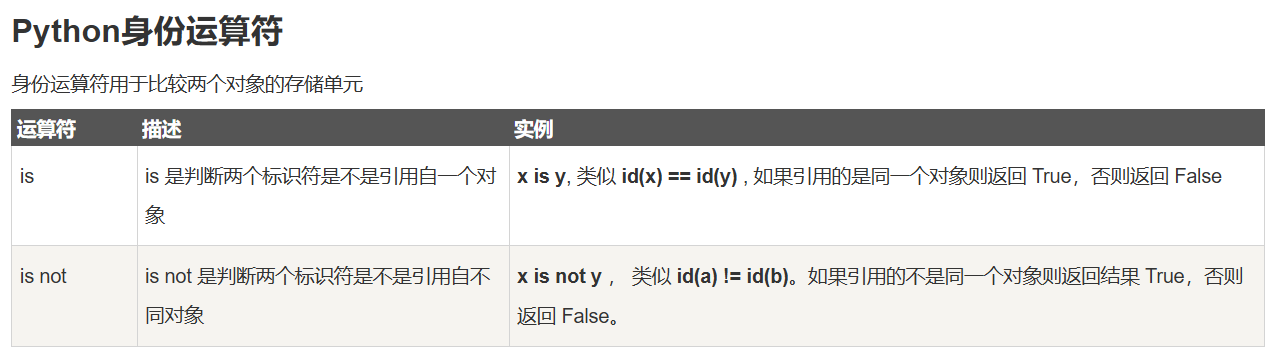 Python身份运算符
身份运算符用于比较两个对象的存储单元
运算符 描述 实例
is is 是判断两个标识符是不是引用自一个对 x is y, 类似 id(x) == id(y) , 如果引用的是同一个对象则返回 True，否则返回 False
象
is not is not 是判断两个标识符是不是引用自不 x is not y ， 类似 id(a) != id(b)。如果引用的不是同一个对象则返回结果 True，否则
同对象 返回 False。